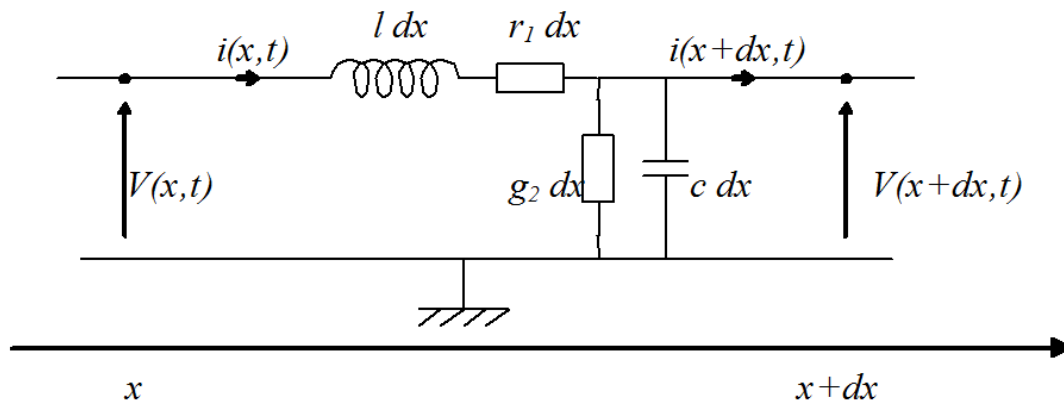 l dx
r₁ dx
i(x,t)
i(x+dx,t)
V(x,t)
g₂ dx
c dx
V(x+dx,t)
x
x+dx